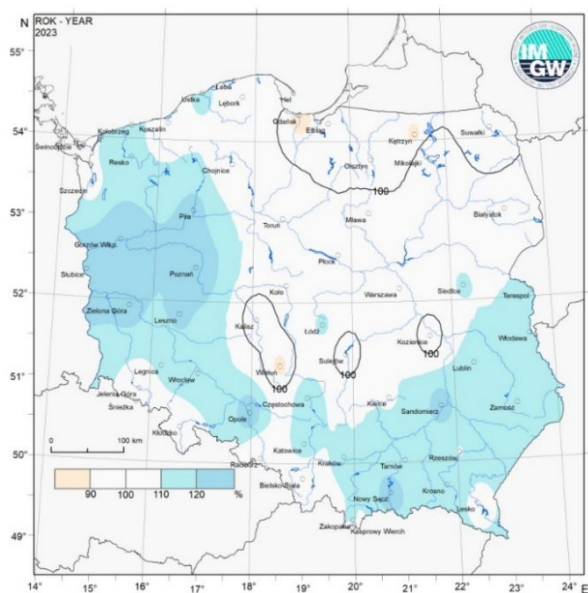 N
ROK - YEAR
2023
IMGW
55°
Łeba
Ustka
Lębork
Hel
Gdańsk
Elbląg
Suwałki
54°
Kołobrzeg
Koszalin
Świnoujście
Kętrzyn
Resko
Olsztyn
Mikołajki
Chojnice
Szczecin
100
53°
Piła
Toruń
Mława
Białystok
Gorzów Wlkp.
Płock
Słubice
Poznań
Koło
Warszawa
Siedlce
Terespol
52°
Zielona Góra
Leszno
Kalisz
Łódź
Kozienice
Włodawa
100
Wieluń
Sulejów
Legnica
Wrocław
100
100
Lublin
51°
Jelenia Góra
Śnieżka
Częstochowa
Kielce
Opole
Sandomierz
Zamość
0
100 km
Kłodzko
Katowice
Kraków
Tarnów
Rzeszów
50°
Racibórz
90
100
110
120
%
Bielsko-Biała
Nowy Sącz
Krosno
Lesko
Zakopane
Kasprowy Wierch
49°
14°
15°
16°
17°
18°
19°
20°
21°
22°
23°
24°
E